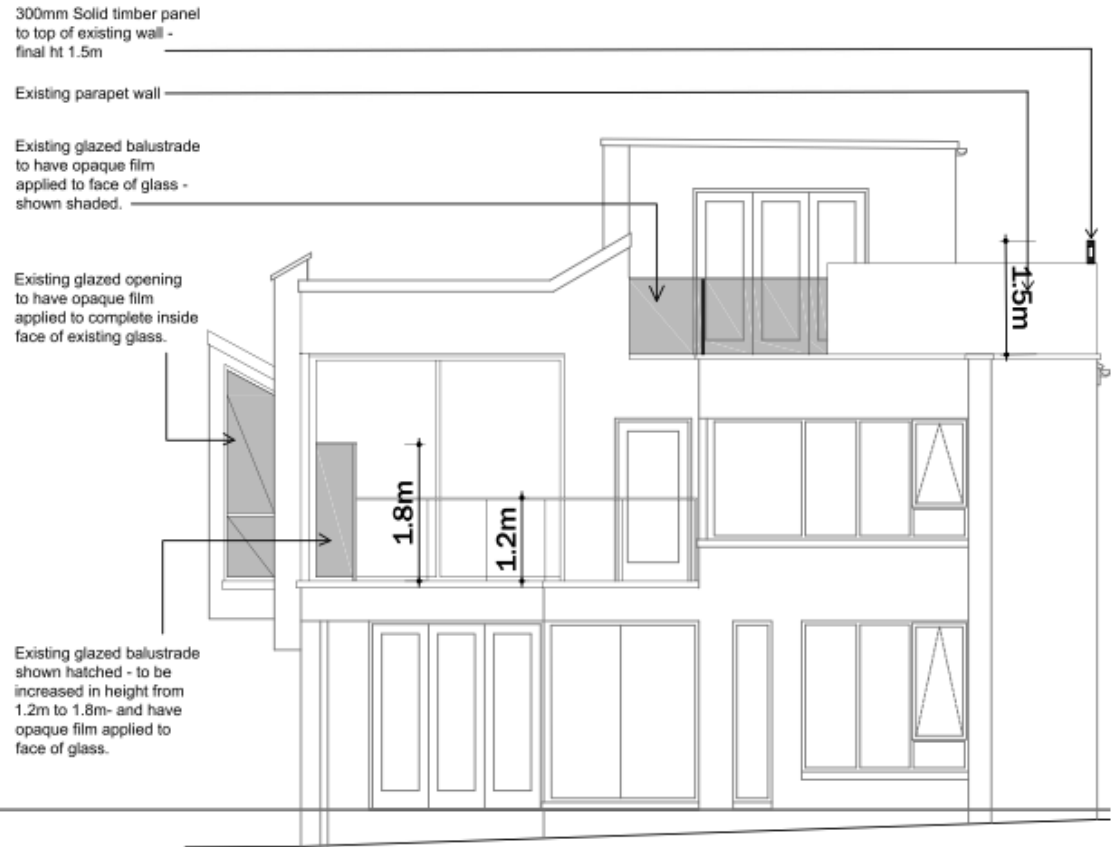 300mm Solid timber panel
to top of existing wall -
final ht 1.5m
Existing parapet wall
Existing glazed balustrade
to have opaque film
applied to face of glass -
shown shaded.
Existing glazed opening
to have opaque film
applied to complete inside
face of existing glass.
Existing glazed balustrade
shown hatched - to be
increased in height from
1.2m to 1.8m- and have
opaque film applied to
face of glass.
1.8m
1.2m
1.5m